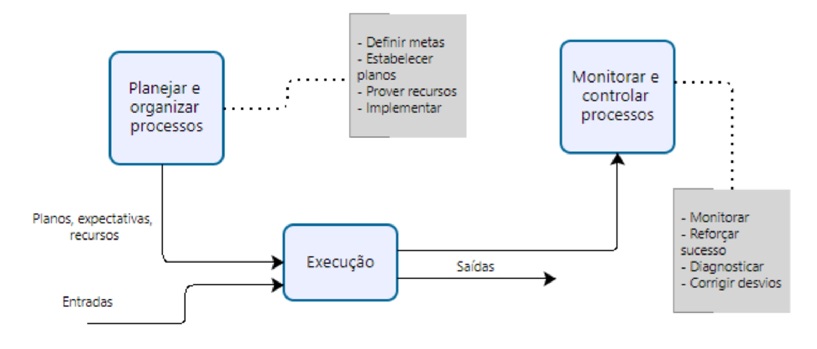 Planejar e
organizar
processos
- Definir metas
- Estabelecer
planos
- Prover recursos
- Implementar
Monitorar e
controlar
processos
- Monitorar
- Reforçar
sucesso
- Diagnosticar
- Corrigir desvios
Planos, expectativas,
recursos
Execução
Entradas
Saídas